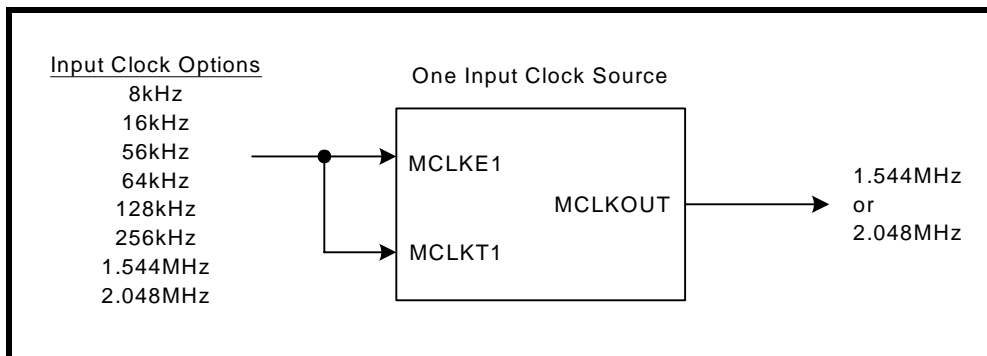 Input Clock Options
8kHz
16kHz
56kHz
64kHz
128kHz
256kHz
1.544MHz
2.048MHz
One Input Clock Source
MCLKE1
MCLKT1
MCLKOUT
1.544MHz
or
2.048MHz